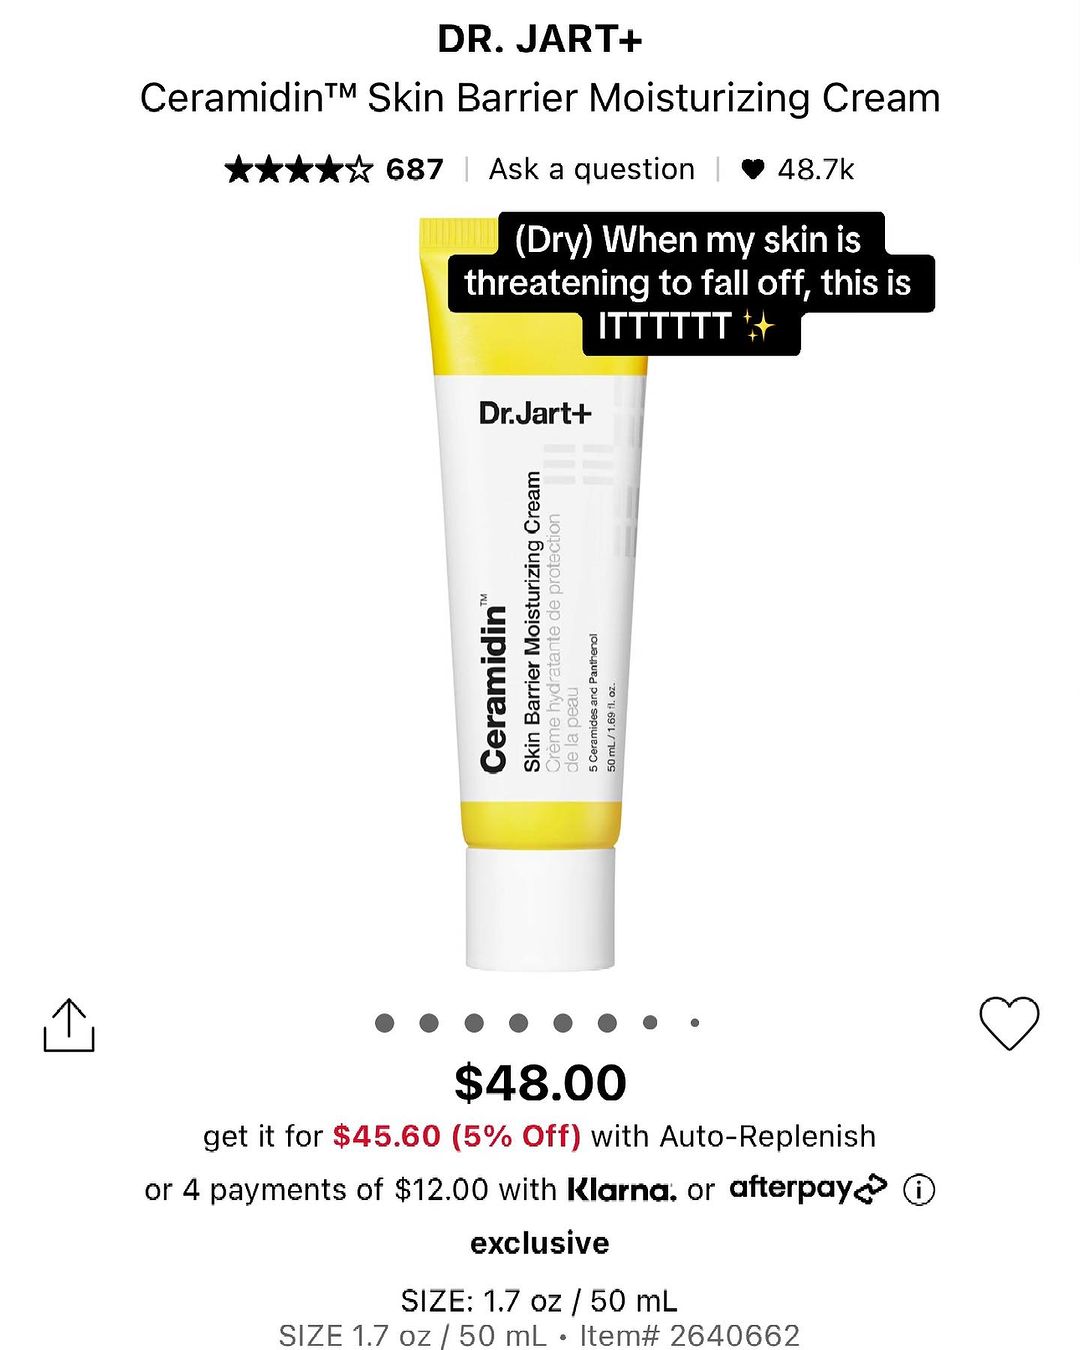 DR. JART+
Ceramidin™ Skin Barrier Moisturizing Cream
★★★★☆ 687 | Ask a question | ♥ 48.7k
(Dry) When my skin is
threatening to fall off, this is
ITTTTTT ✨
Dr.Jart+
Ceramidin™
Skin Barrier Moisturizing Cream
Crème hydratante de protection
de la peau
5 Ceramides and Panthenol
50 mL / 1.69 fl. oz.
$48.00
get it for $45.60 (5% Off) with Auto-Replenish
or 4 payments of $12.00 with Klarna. or afterpay
exclusive
SIZE: 1.7 oz / 50 mL
SIZE 1.7 oz / 50 mL • Item# 2640662